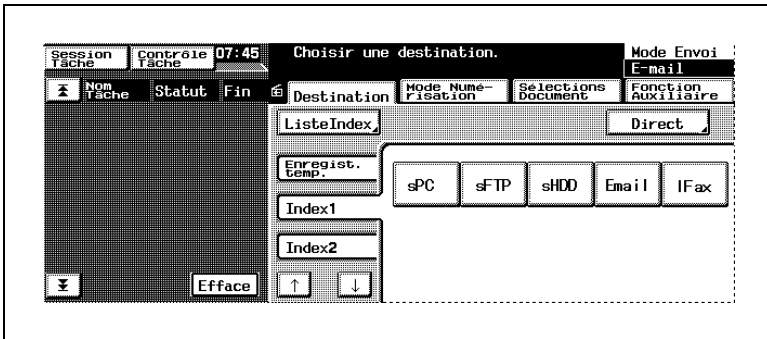 Session Tâche Contrôle Tâche 07:45 Choisir une destination. Mode Envoi
E-mail
Nom Tâche Statut Fin Destination Mode Numé-risation Sélections Document Fonction Auxiliaire
ListeIndex Direct
Enregist. temp.
sPC sFTP sHDD Email IFax
Index1
Index2
Efface ↑ ↓